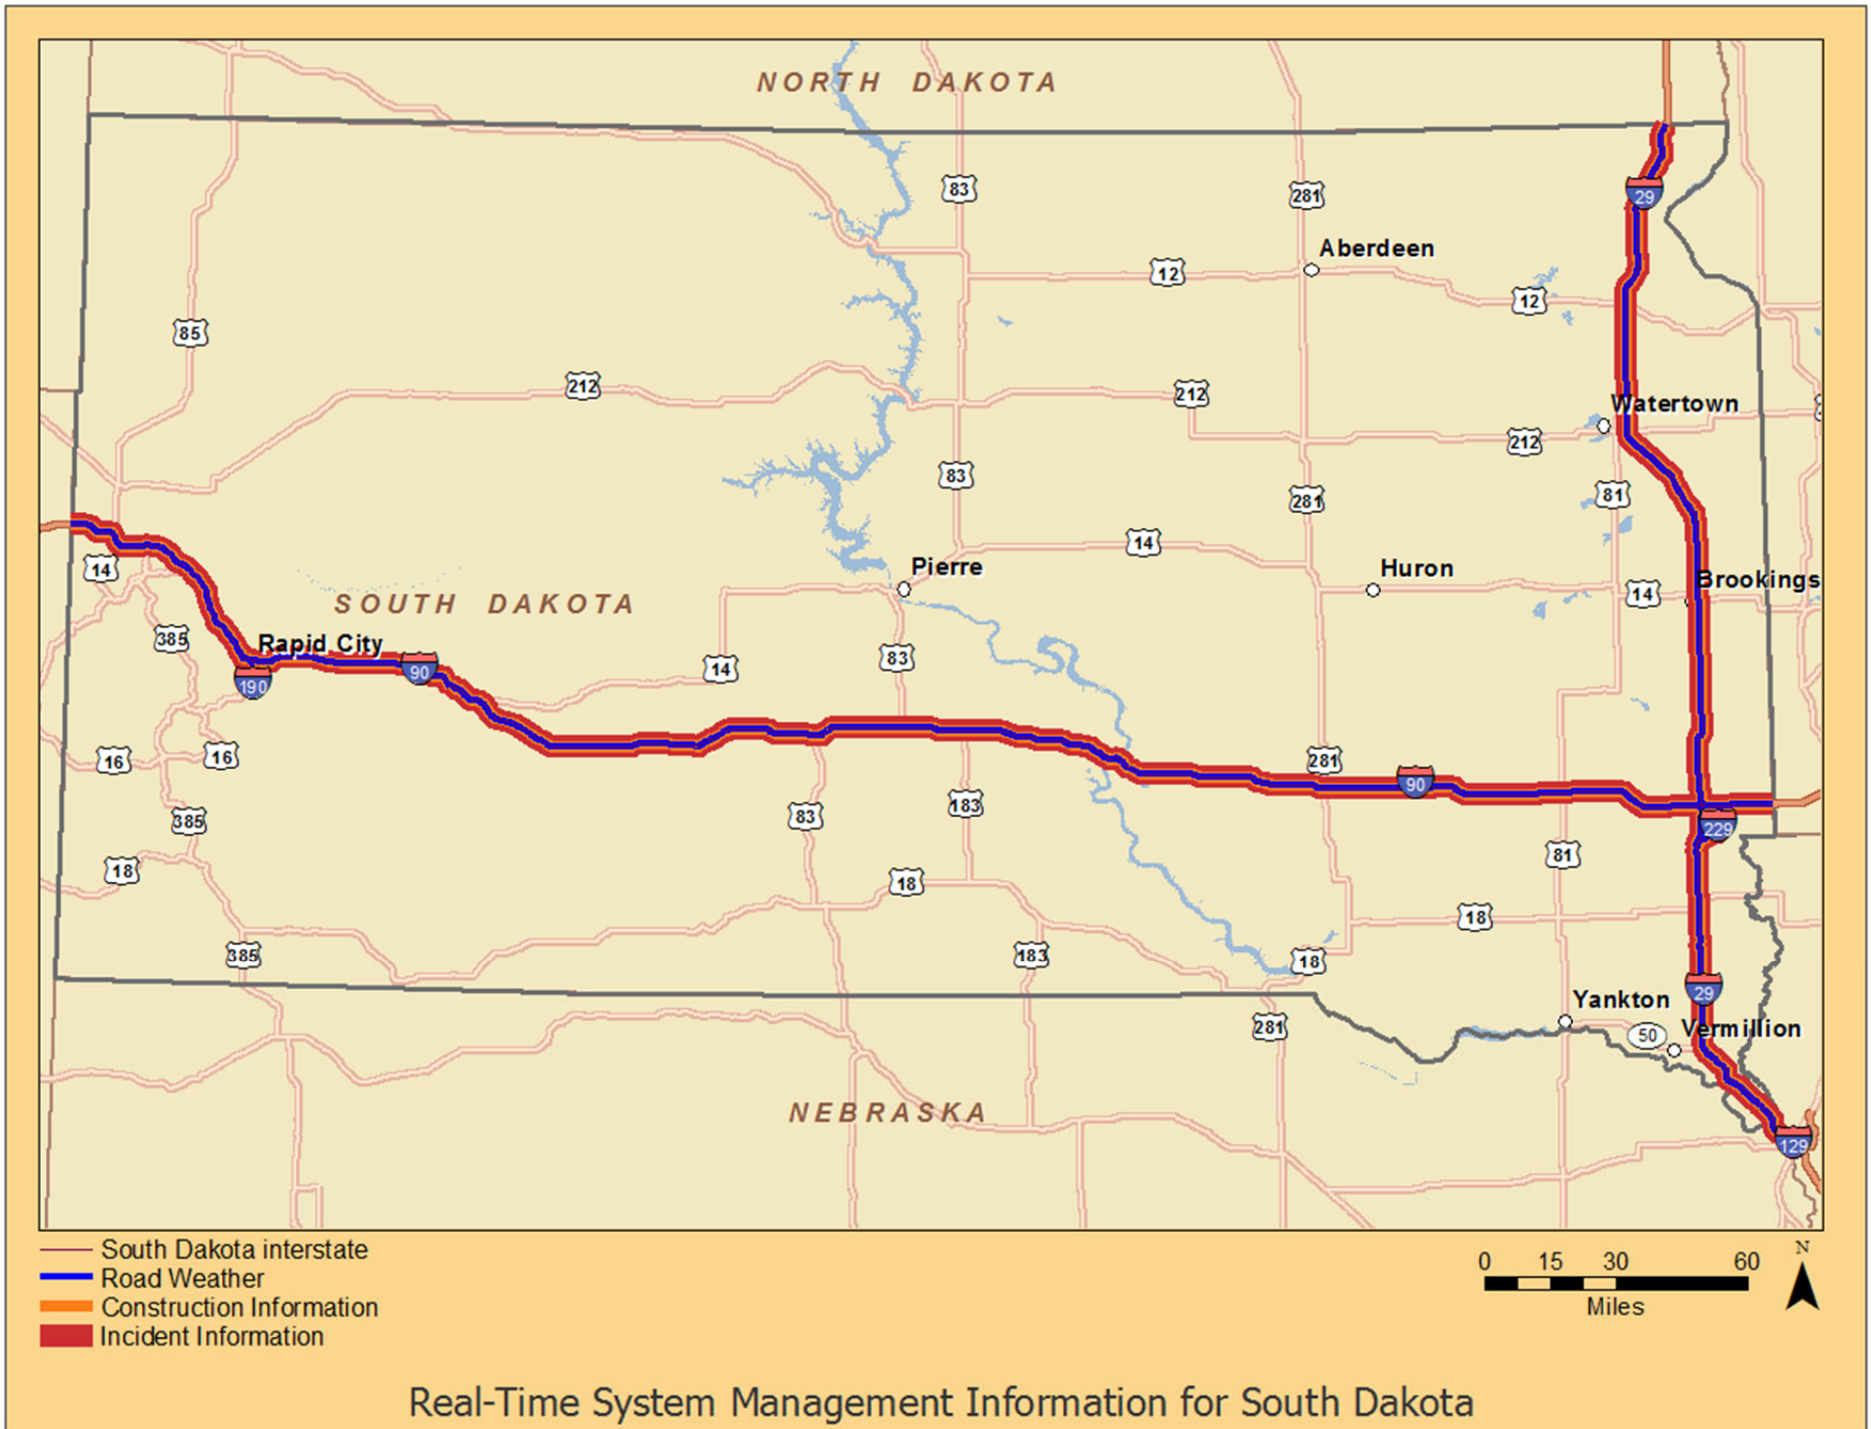 NORTH DAKOTA
29
83
281
Aberdeen
12
12
85
212
212
Watertown
212
83
281
81
14
14
Pierre
Huron
14
Brookings
SOUTH DAKOTA
385
Rapid City
83
14
90
190
16
16
281
90
183
83
385
229
81
18
18
18
385
183
18
29
Yankton
281
50
Vermillion
NEBRASKA
129
South Dakota interstate
Road Weather
Construction Information
Incident Information
0 15 30 60
Miles
N
Real-Time System Management Information for South Dakota